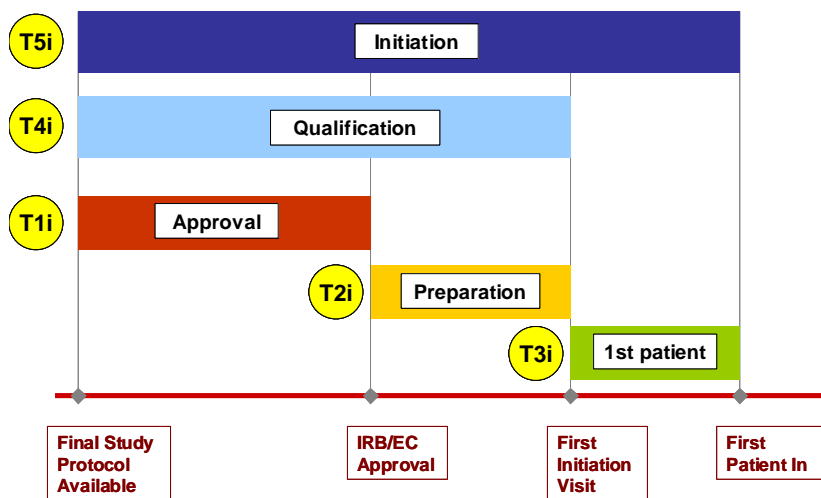 T5i
Initiation
T4i
Qualification
T1i
Approval
T2i
Preparation
T3i
1st patient
Final Study
Protocol
Available
IRB/EC
Approval
First
Initiation
Visit
First
Patient In